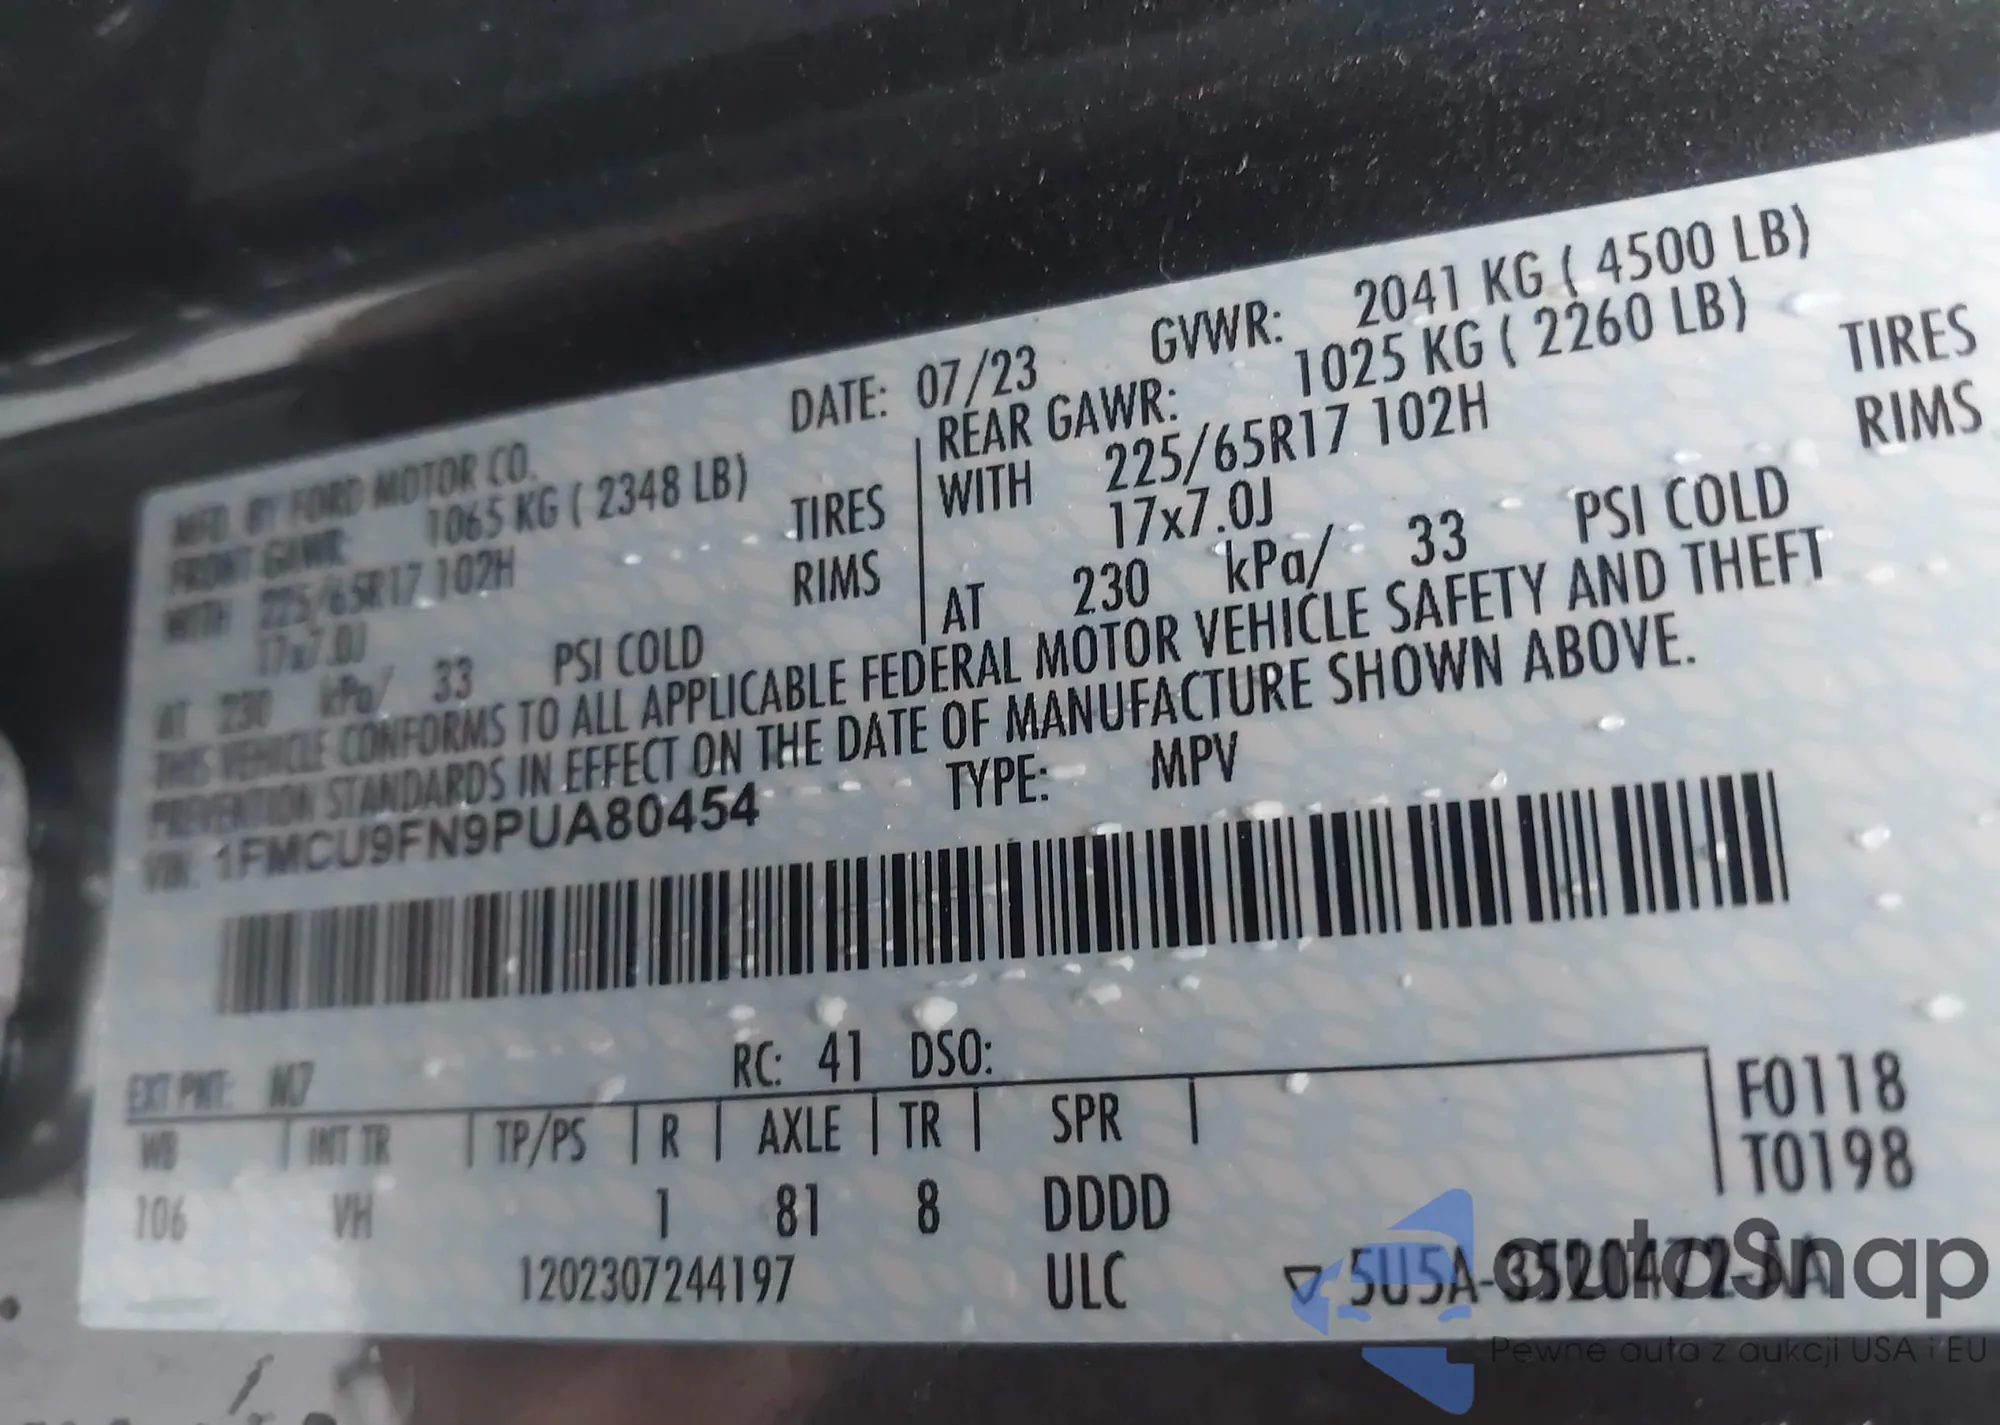 DATE: 07/23 GVWR: 2041 KG ( 4500 LB)
MFD. BY FORD MOTOR CO.
FRONT GAWR: 1065 KG ( 2348 LB)
WITH 225/65R17 102H TIRES
17x7.0J RIMS
AT 230 kPa/ 33 PSI COLD
REAR GAWR: 1025 KG ( 2260 LB)
WITH 225/65R17 102H TIRES
17x7.0J RIMS
AT 230 kPa/ 33 PSI COLD
THIS VEHICLE CONFORMS TO ALL APPLICABLE FEDERAL MOTOR VEHICLE SAFETY AND THEFT
PREVENTION STANDARDS IN EFFECT ON THE DATE OF MANUFACTURE SHOWN ABOVE.
VIN: 1FMCU9FN9PUA80454 TYPE: MPV
EXT PNT: M7 RC: 41 DSO:
WB INT TR TP/PS R AXLE TR SPR F0118
106 VH 1 81 8 DDDD T0198
1202307244197 ULC 5U5A-3520472-AA
autoSnap
Pewne auta z aukcji USA i EU